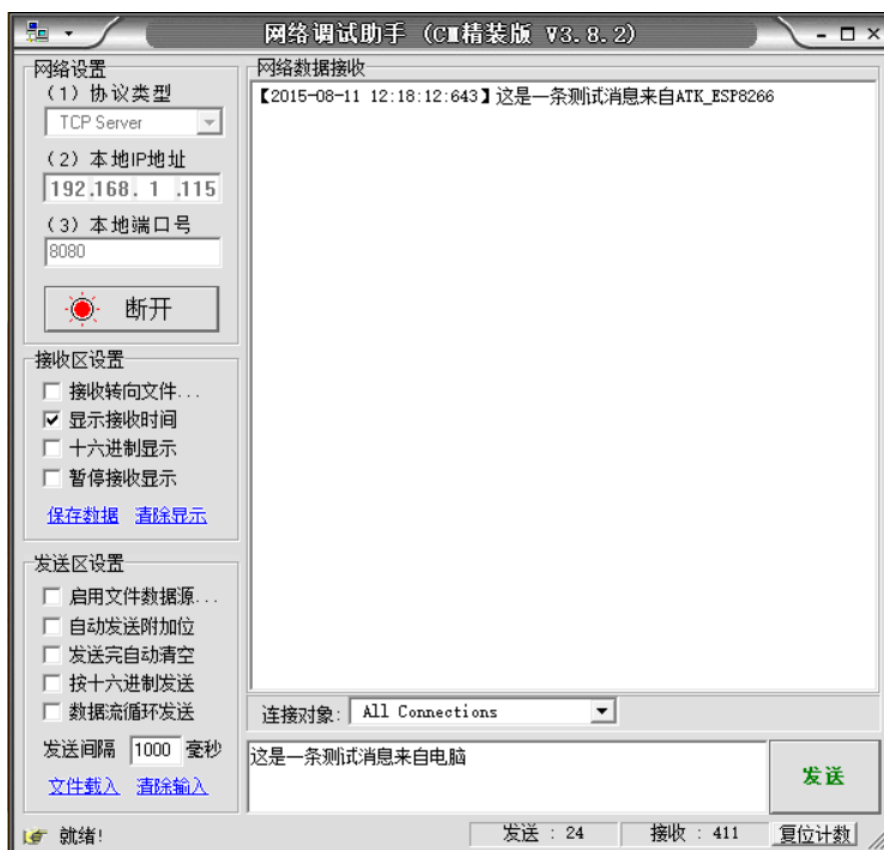 网络调试助手 (CⅢ精装版 V3.8.2)
网络设置
(1) 协议类型
TCP Server
(2) 本地IP地址
192.168. 1 .115
(3) 本地端口号
8080
断开
接收区设置
接收转向文件...
显示接收时间
十六进制显示
暂停接收显示
保存数据 清除显示
发送区设置
启用文件数据源...
自动发送附加位
发送完自动清空
按十六进制发送
数据流循环发送
发送间隔 1000 毫秒
文件载入 清除输入
网络数据接收
【2015-08-11 12:18:12:643】这是一条测试消息来自ATK_ESP8266
连接对象: All Connections
这是一条测试消息来自电脑
发送
就绪!
发送 : 24
接收 : 411
复位计数